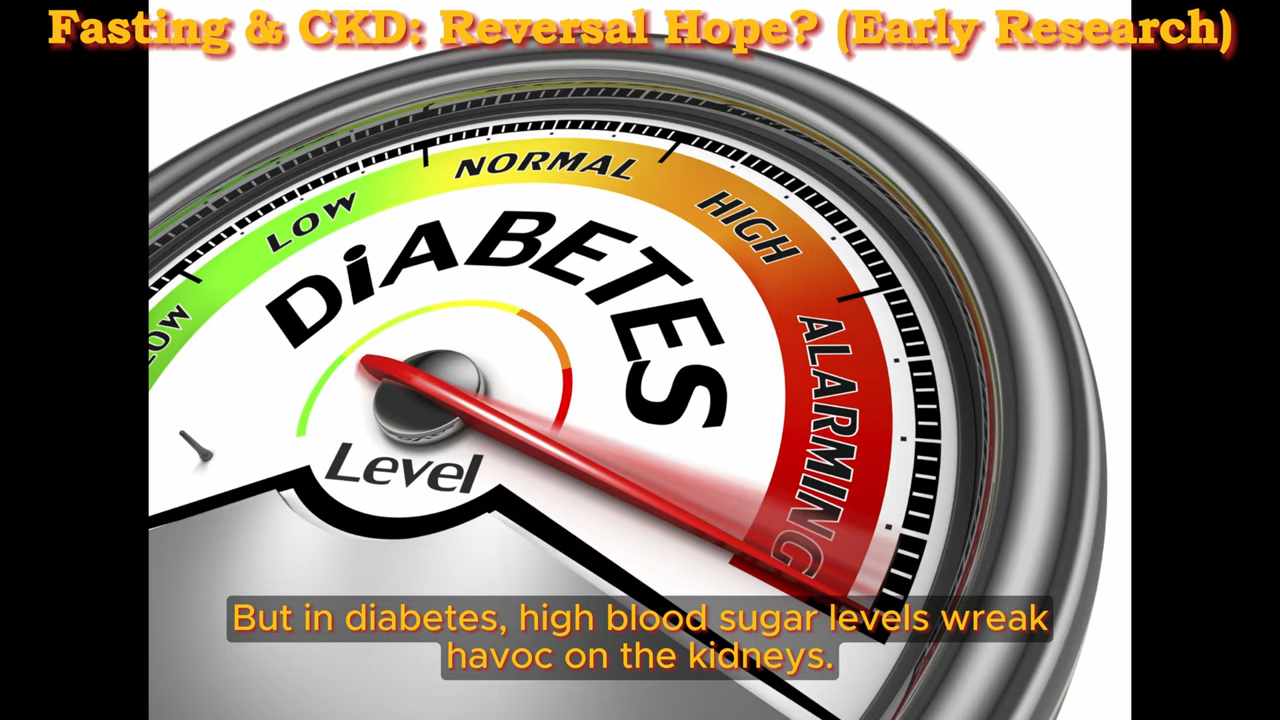 Fasting & CKD: Reversal Hope? (Early Research)
LOW
LOW
NORMAL
HIGH
ALARMING
DiABETES
Level
But in diabetes, high blood sugar levels wreak
havoc on the kidneys.